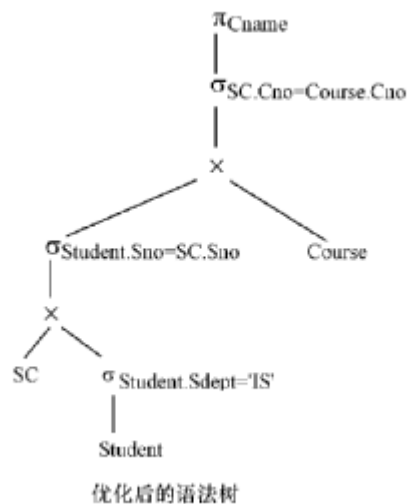 πCname
σSC.Cno=Course.Cno
×
σStudent.Sno=SC.Sno
Course
×
SC
σ Student.Sdept='IS'
Student
优化后的语法树